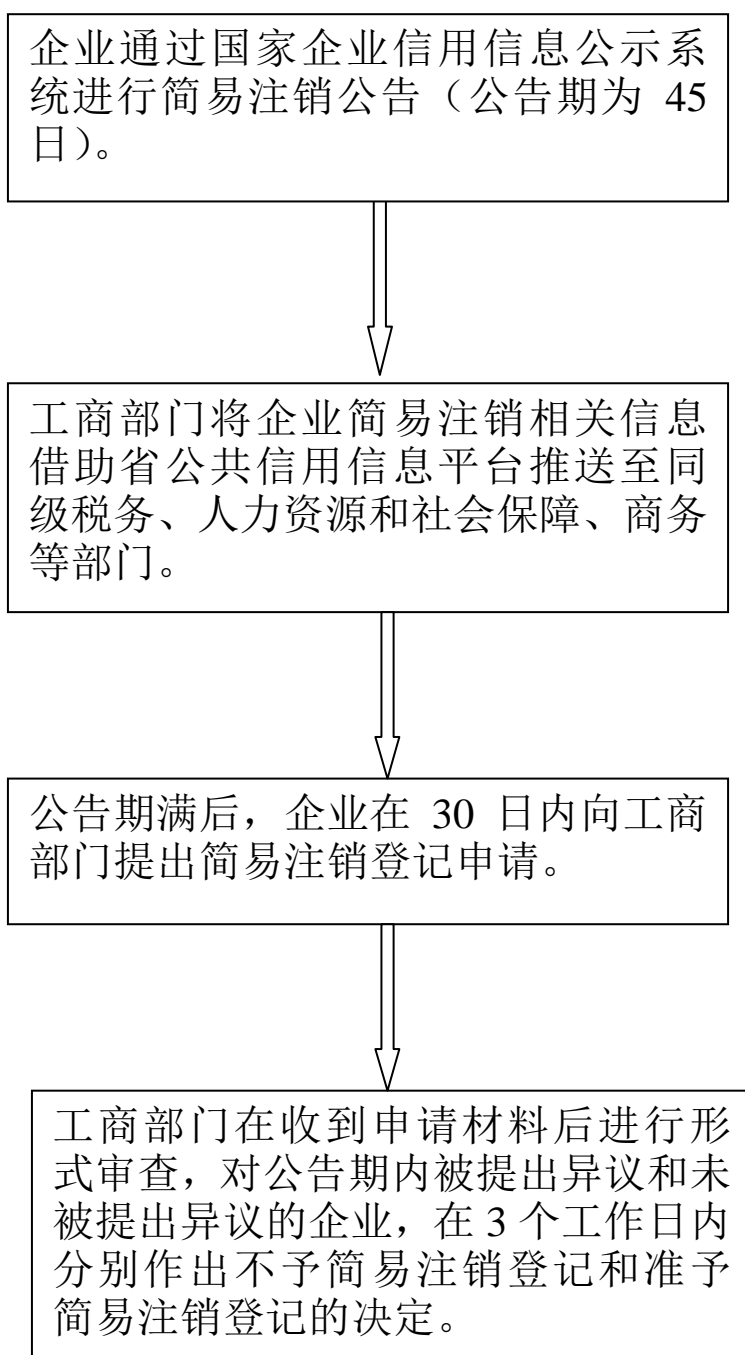 企业通过国家企业信用信息公示系
统进行简易注销公告（公告期为 45
日）。
工商部门将企业简易注销相关信息
借助省公共信用信息平台推送至同
级税务、人力资源和社会保障、商务
等部门。
公告期满后，企业在 30 日内向工商
部门提出简易注销登记申请。
工商部门在收到申请材料后进行形
式审查，对公告期内被提出异议和未
被提出异议的企业，在 3 个工作日内
分别作出不予简易注销登记和准予
简易注销登记的决定。